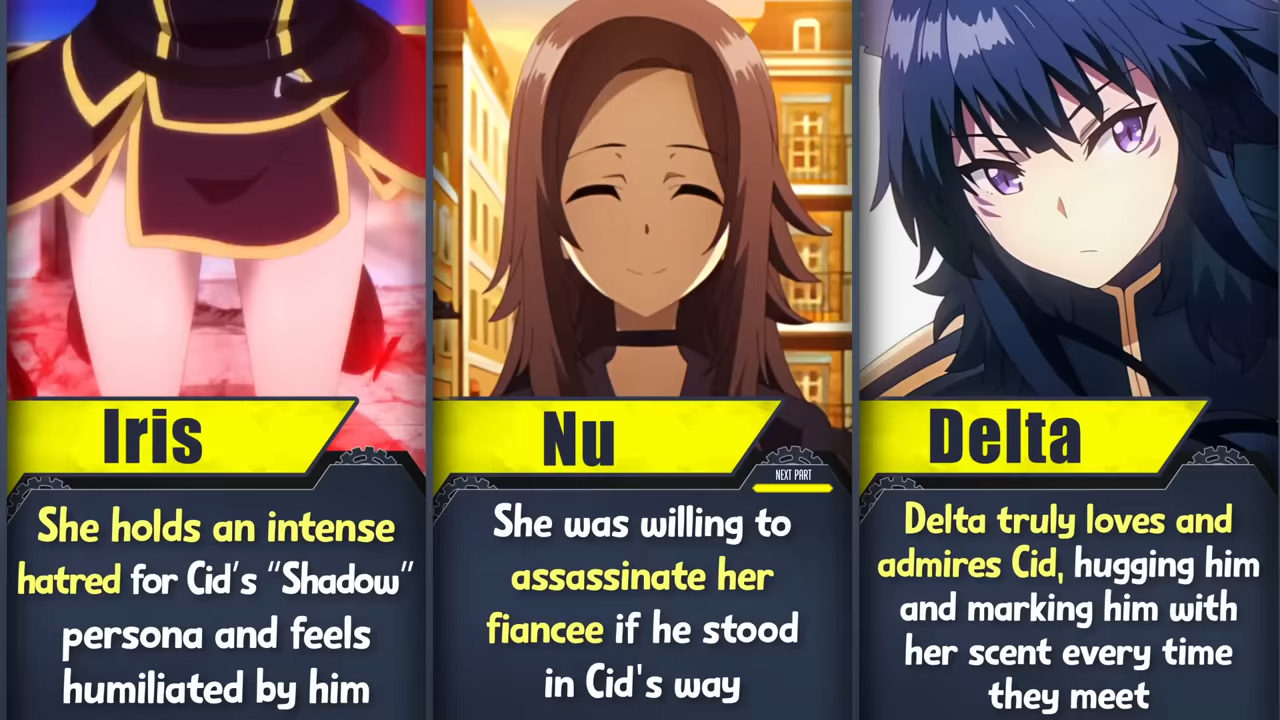 Iris
She holds an intense
hatred for Cid's "Shadow"
persona and feels
humiliated by him
Nu
NEXT PART
She was willing to
assassinate her
fiancee if he stood
in Cid's way
Delta
Delta truly loves and
admires Cid, hugging him
and marking him with
her scent every time
they meet